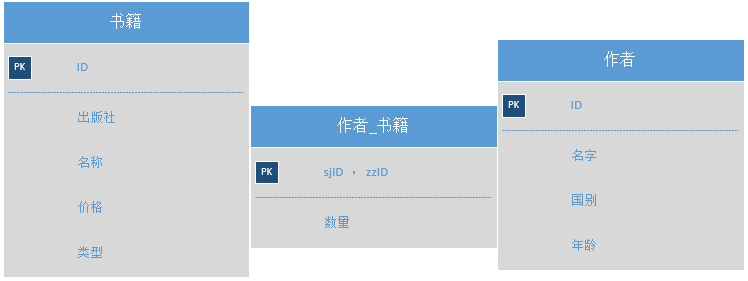 书籍
PK ID
出版社
名称
价格
类型
作者_书籍
PK sjID ， zzID
数量
作者
PK ID
名字
国别
年龄